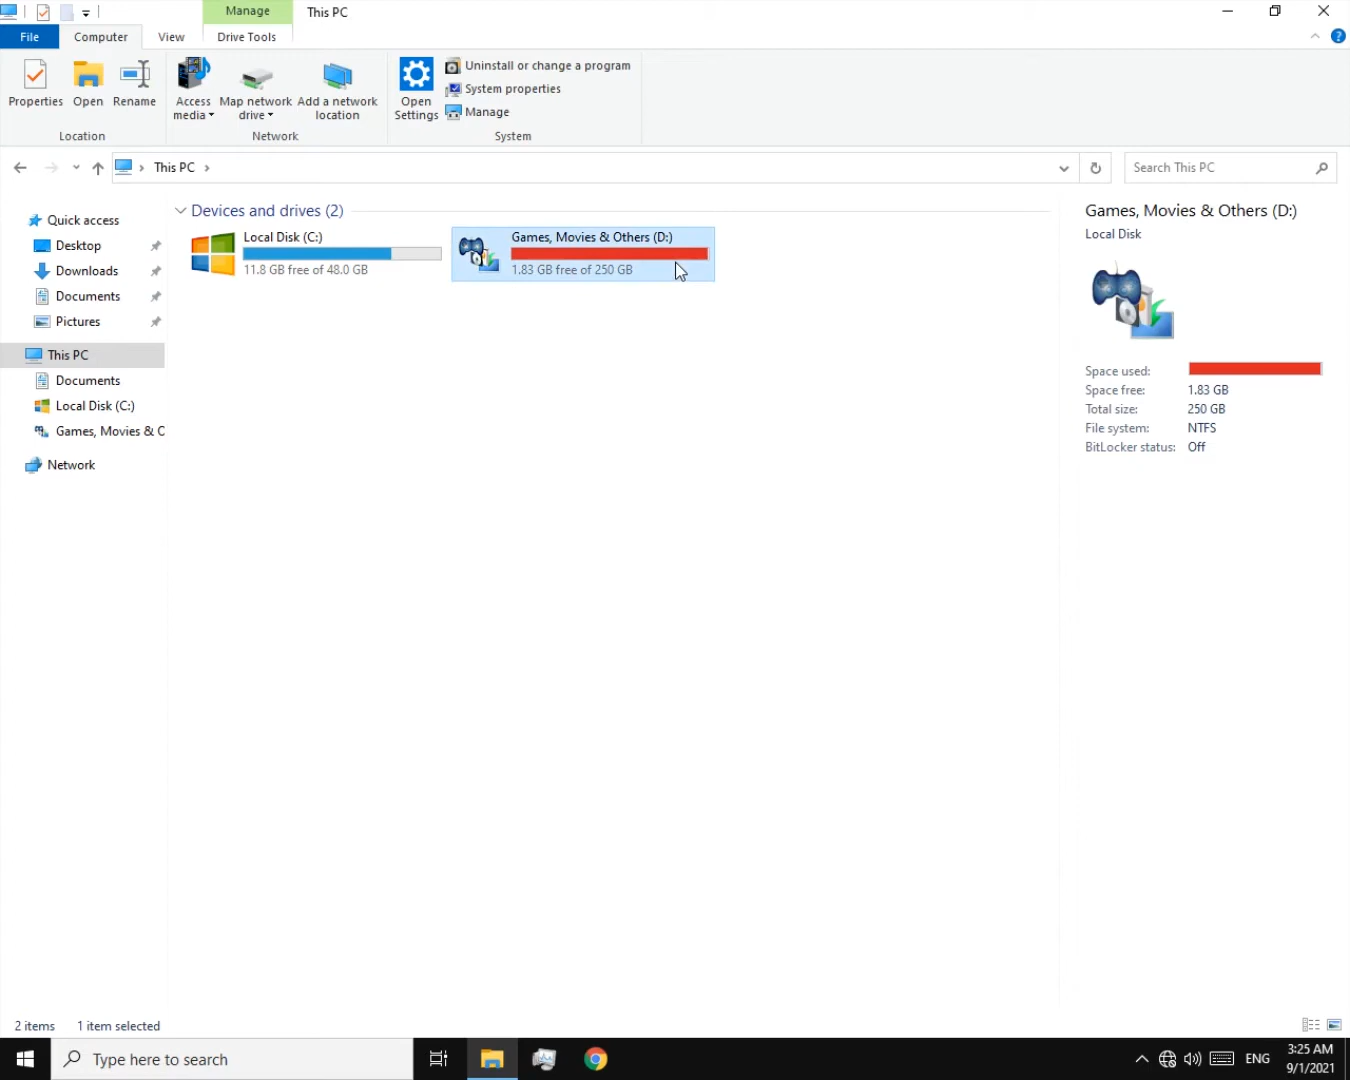 Manage
This PC
File
Computer
View
Drive Tools
Properties
Open
Rename
Access media
Map network drive
Add a network location
Open Settings
Uninstall or change a program
System properties
Manage
Location
Network
System
This PC
Search This PC
Quick access
Desktop
Downloads
Documents
Pictures
This PC
Documents
Local Disk (C:)
Games, Movies & O
Network
Devices and drives (2)
Local Disk (C:)
11.8 GB free of 48.0 GB
Games, Movies & Others (D:)
1.83 GB free of 250 GB
Games, Movies & Others (D:)
Local Disk
Space used:
Space free: 1.83 GB
Total size: 250 GB
File system: NTFS
BitLocker status: Off
2 items 1 item selected
Type here to search
ENG
3:25 AM
9/1/2021